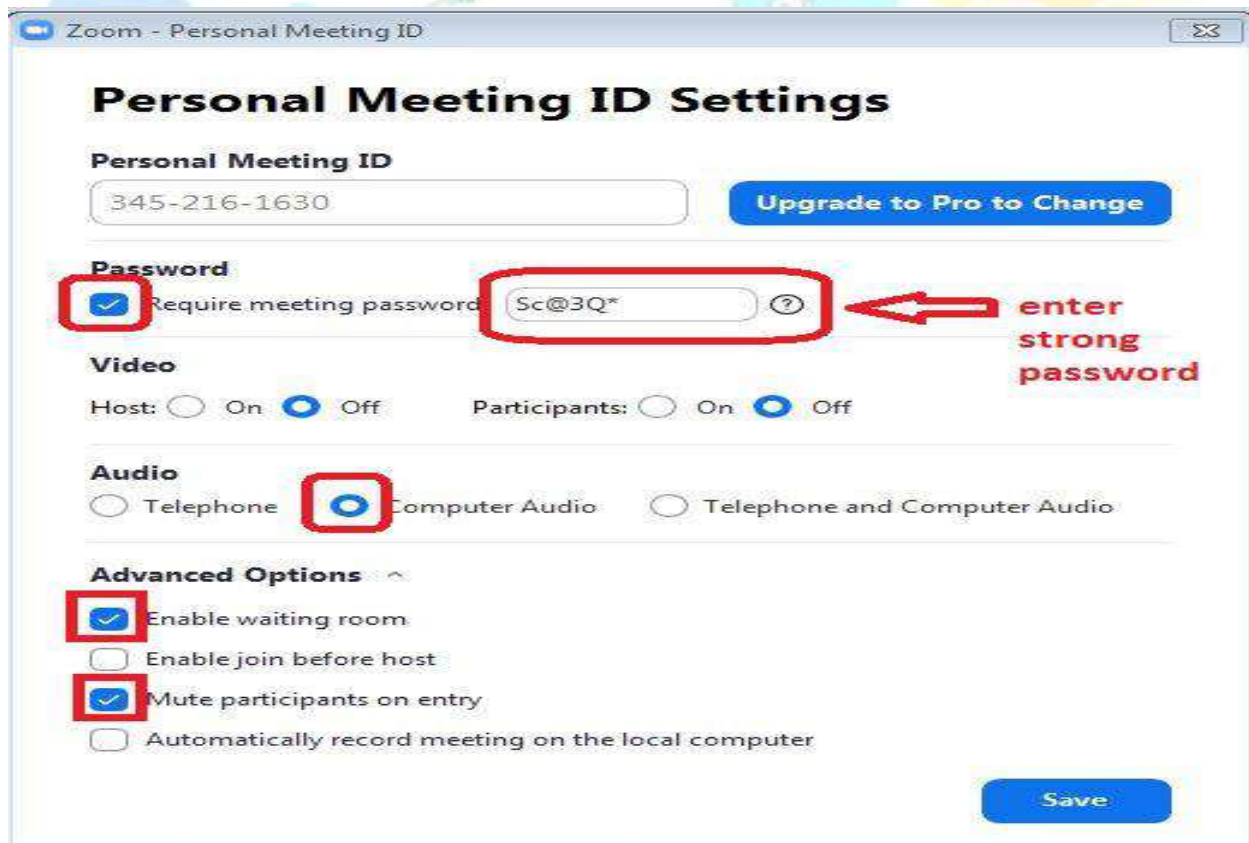 Zoom - Personal Meeting ID
Personal Meeting ID Settings
Personal Meeting ID
345-216-1630
Upgrade to Pro to Change
Password
Require meeting password Sc@3Q* ? enter
strong
password
Video
Host: On Off Participants: On Off
Audio
Telephone Computer Audio Telephone and Computer Audio
Advanced Options
Enable waiting room
Enable join before host
Mute participants on entry
Automatically record meeting on the local computer
Save